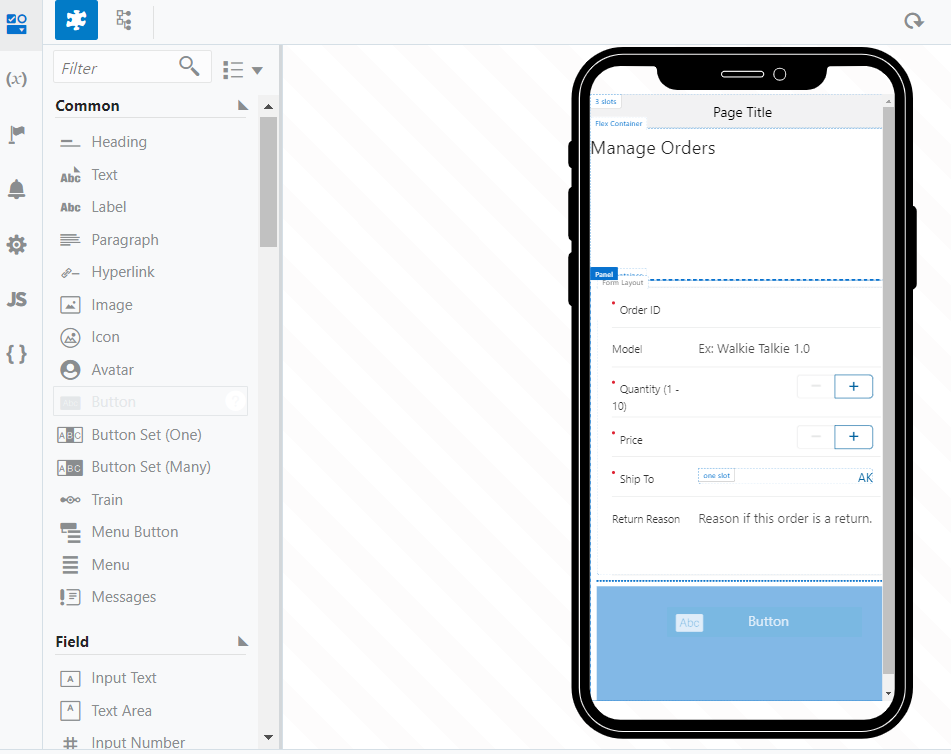 (x)
JS
{ }
Filter
Common
Heading
Abc Text
Abc Label
Paragraph
Hyperlink
Image
Icon
Avatar
Abc Button ?
ABC Button Set (One)
ABC Button Set (Many)
Train
Menu Button
Menu
Messages
Field
A Input Text
A Text Area
Input Number
3 slots
Page Title
Flex Container
Manage Orders
Panel
Form Layout
* Order ID
Model Ex: Walkie Talkie 1.0
* Quantity (1 -
10) − +
* Price − +
* Ship To one slot AK
Return Reason Reason if this order is a return.
Abc Button